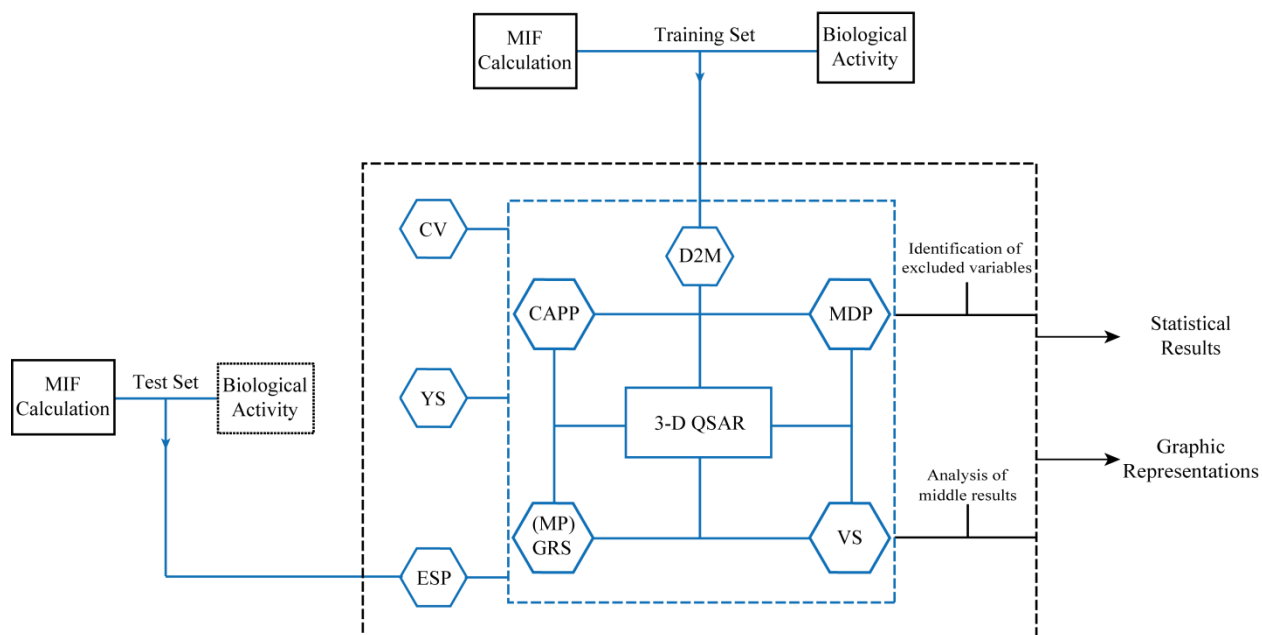 MIF
Calculation
Training Set
Biological
Activity
CV
D2M
Identification of
excluded variables
CAPP
MDP
Statistical
Results
MIF
Calculation
Test Set
Biological
Activity
YS
3-D QSAR
Graphic
Representations
Analysis of
middle results
(MP)
GRS
VS
ESP